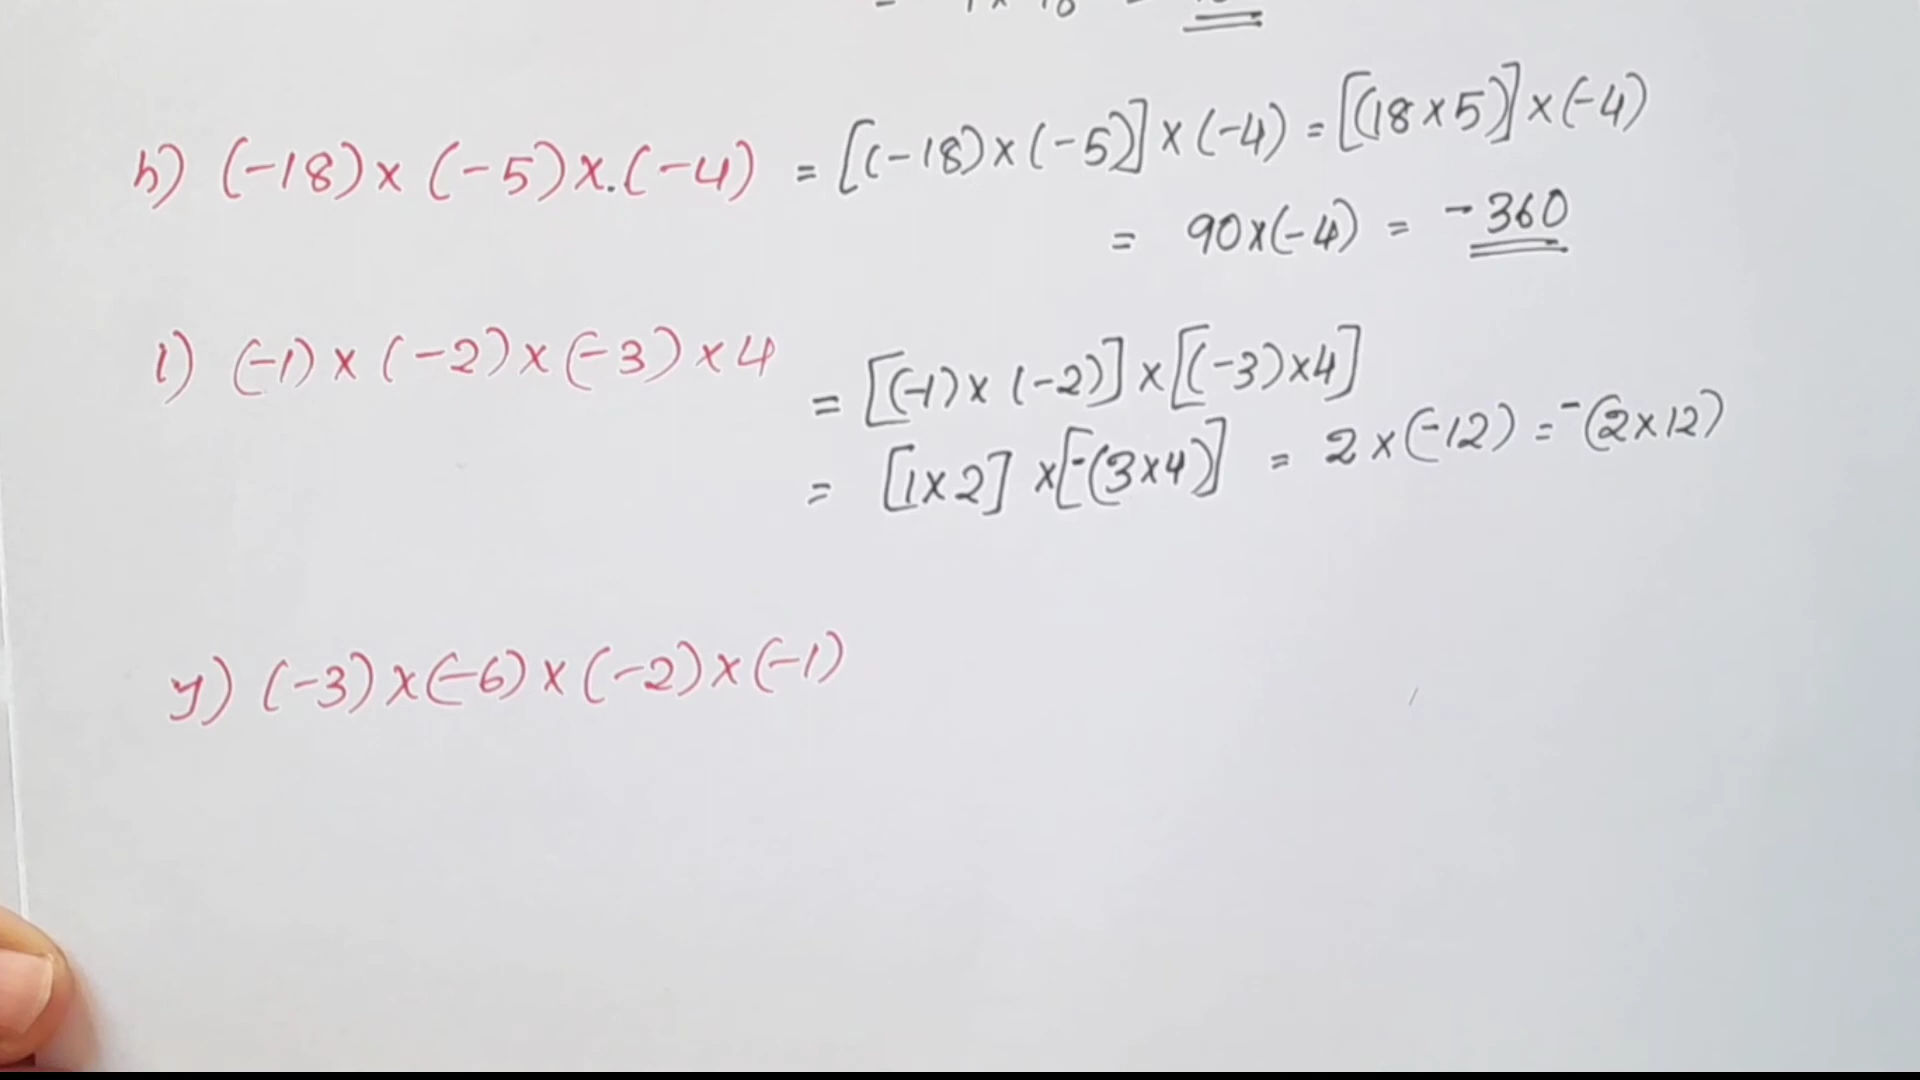 h) (-18) x (-5) x. (-4) = [(-18) x (-5)] x (-4) = [(18 x 5)] x (-4)
= 90 x (-4) = -360
i) (-1) x (-2) x (-3) x 4 = [(-1) x (-2)] x [(-3) x 4]
= [1 x 2] x [-(3 x 4)] = 2 x (-12) = -(2 x 12)
y) (-3) x (-6) x (-2) x (-1)